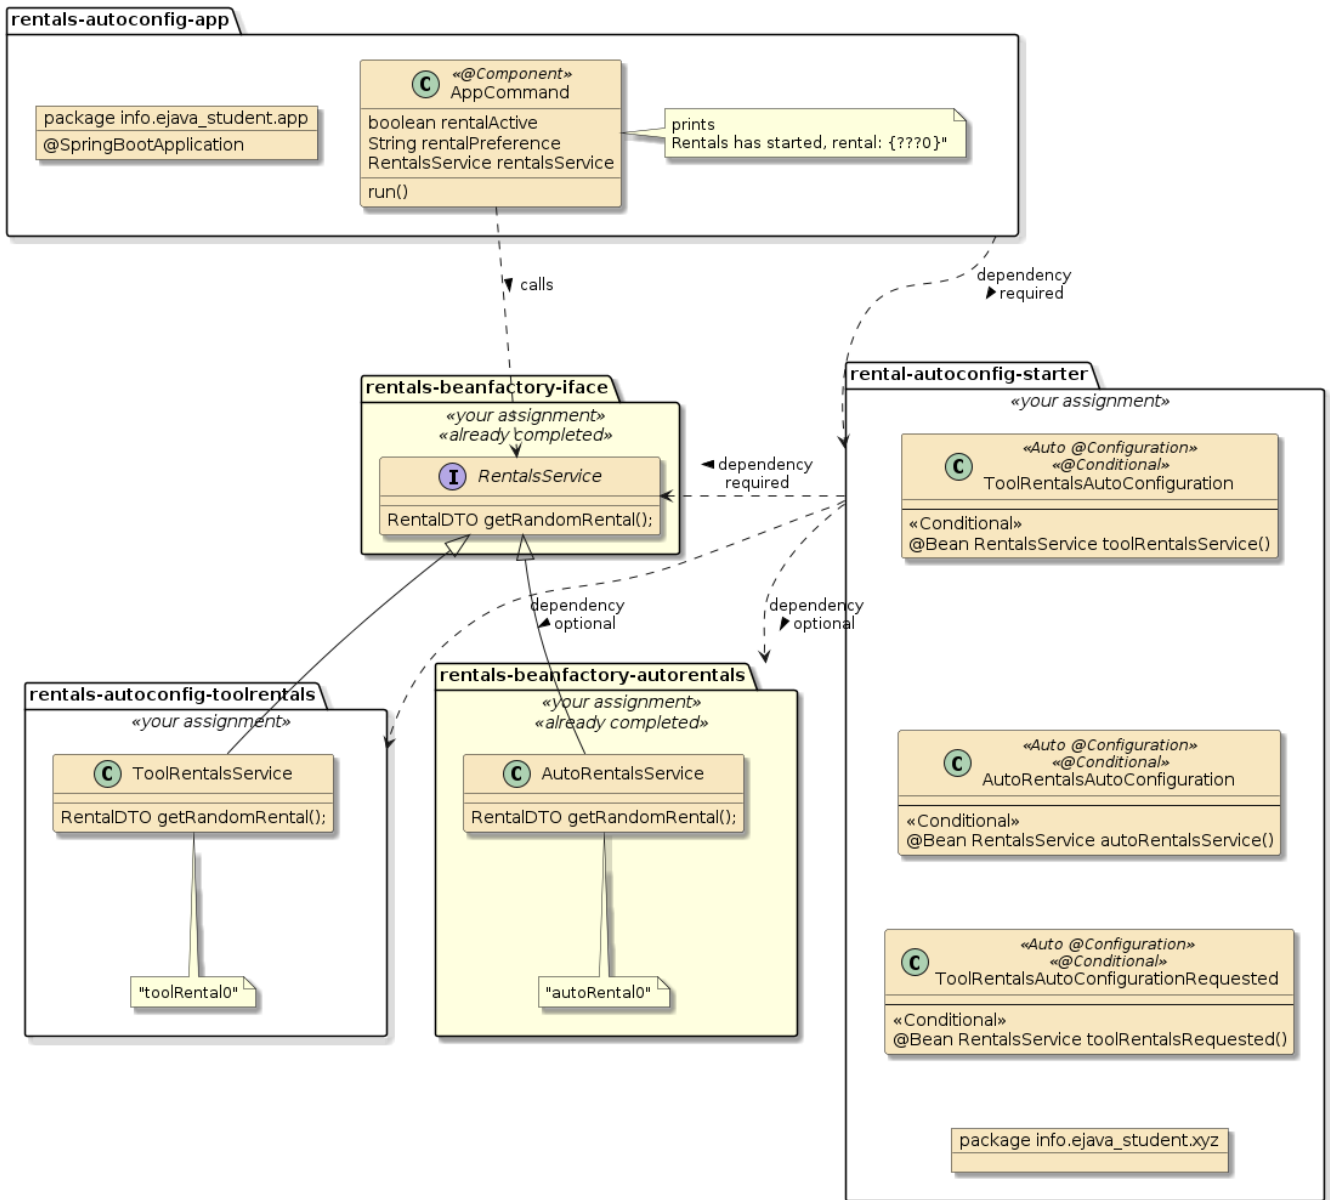 rentals-autoconfig-app
package info.ejava_student.app
@SpringBootApplication
C
«@Component»
AppCommand
boolean rentalActive
String rentalPreference
RentalsService rentalsService
run()
prints
Rentals has started, rental: {???0}"
calls
dependency
required
rentals-beanfactory-iface
«your assignment»
«already completed»
I
RentalsService
RentalDTO getRandomRental();
dependency
required
rental-autoconfig-starter
«your assignment»
C
«Auto @Configuration»
«@Conditional»
ToolRentalsAutoConfiguration
«Conditional»
@Bean RentalsService toolRentalsService()
dependency
optional
dependency
optional
rentals-autoconfig-toolrentals
«your assignment»
C
ToolRentalsService
RentalDTO getRandomRental();
"toolRental0"
rentals-beanfactory-autorentals
«your assignment»
«already completed»
C
AutoRentalsService
RentalDTO getRandomRental();
"autoRental0"
C
«Auto @Configuration»
«@Conditional»
AutoRentalsAutoConfiguration
«Conditional»
@Bean RentalsService autoRentalsService()
C
«Auto @Configuration»
«@Conditional»
ToolRentalsAutoConfigurationRequested
«Conditional»
@Bean RentalsService toolRentalsRequested()
package info.ejava_student.xyz